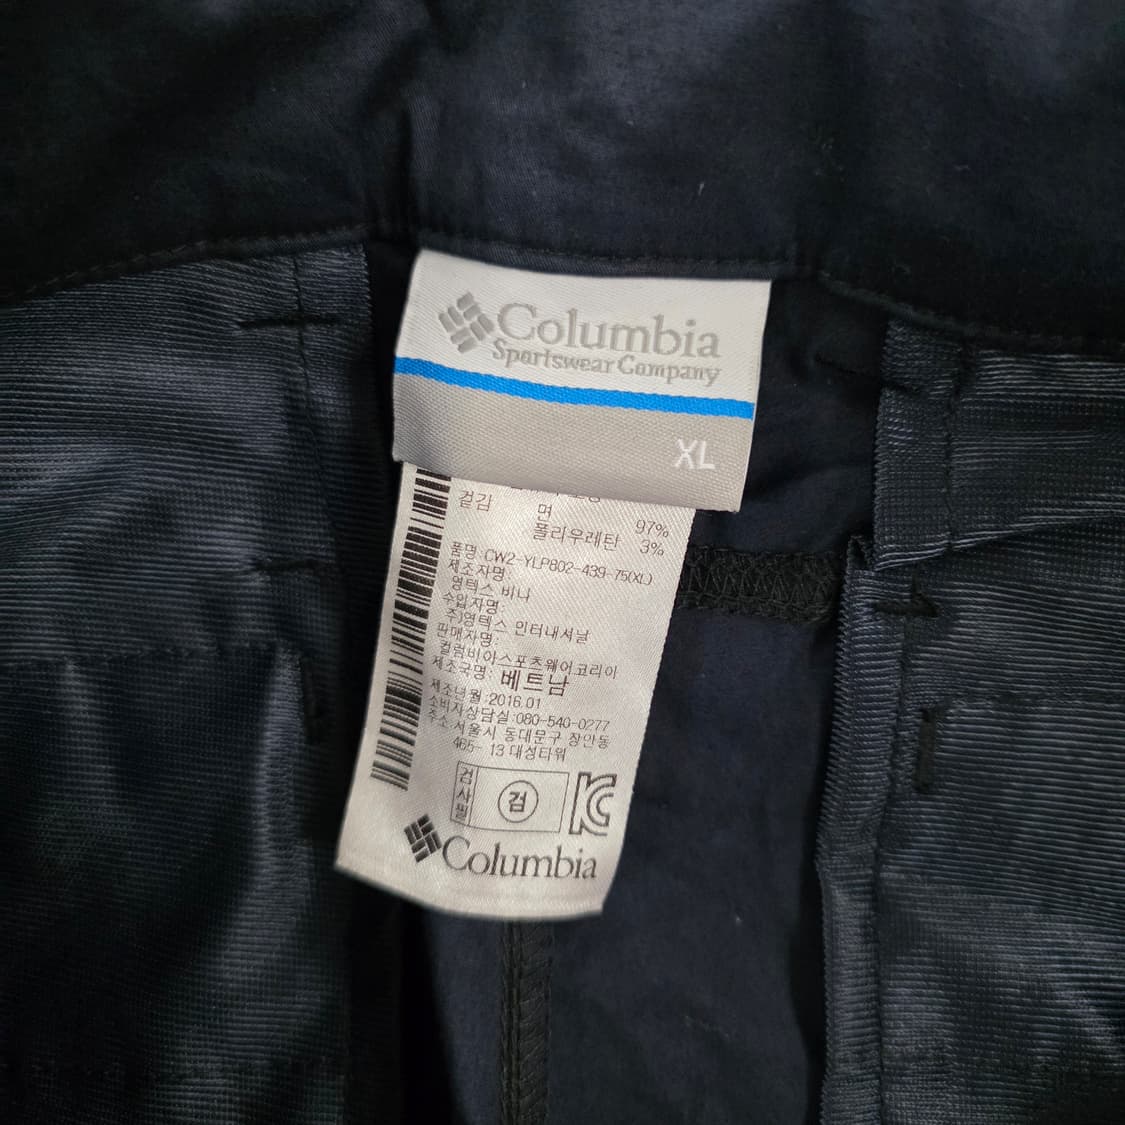 Columbia
Sportswear Company
XL
겉감 면 97%
폴리우레탄 3%
품명:CW2-YLP802-439-75(XL)
제조자명:
영텍스 비나
수입자명:
주)영텍스 인터내셔날
판매자명:
컬럼비아스포츠웨어코리아
제조국명: 베트남
제조년월:2016.01
소비자상담실:080-540-0277
주소:서울시 동대문구 장안동
465-13 대성타워
검사필 검 KC
Columbia